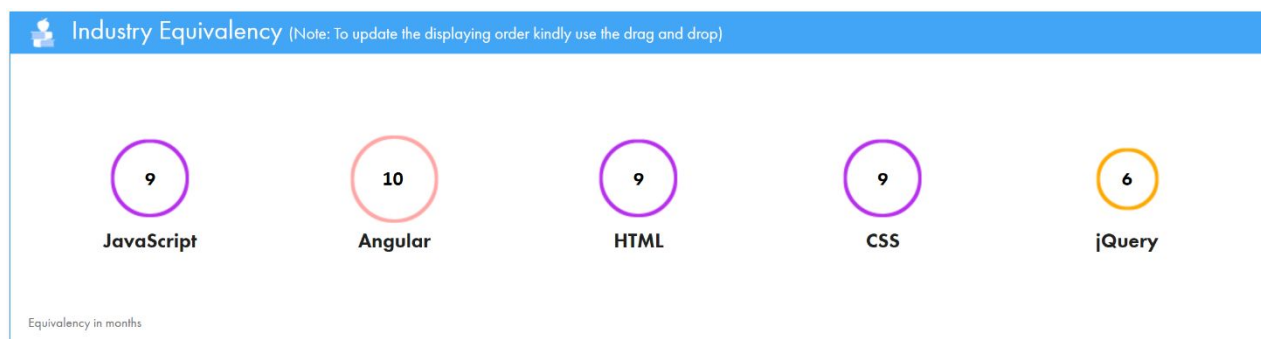 Industry Equivalency (Note: To update the displaying order kindly use the drag and drop)
9 10 9 9 6
JavaScript Angular HTML CSS jQuery
Equivalency in months